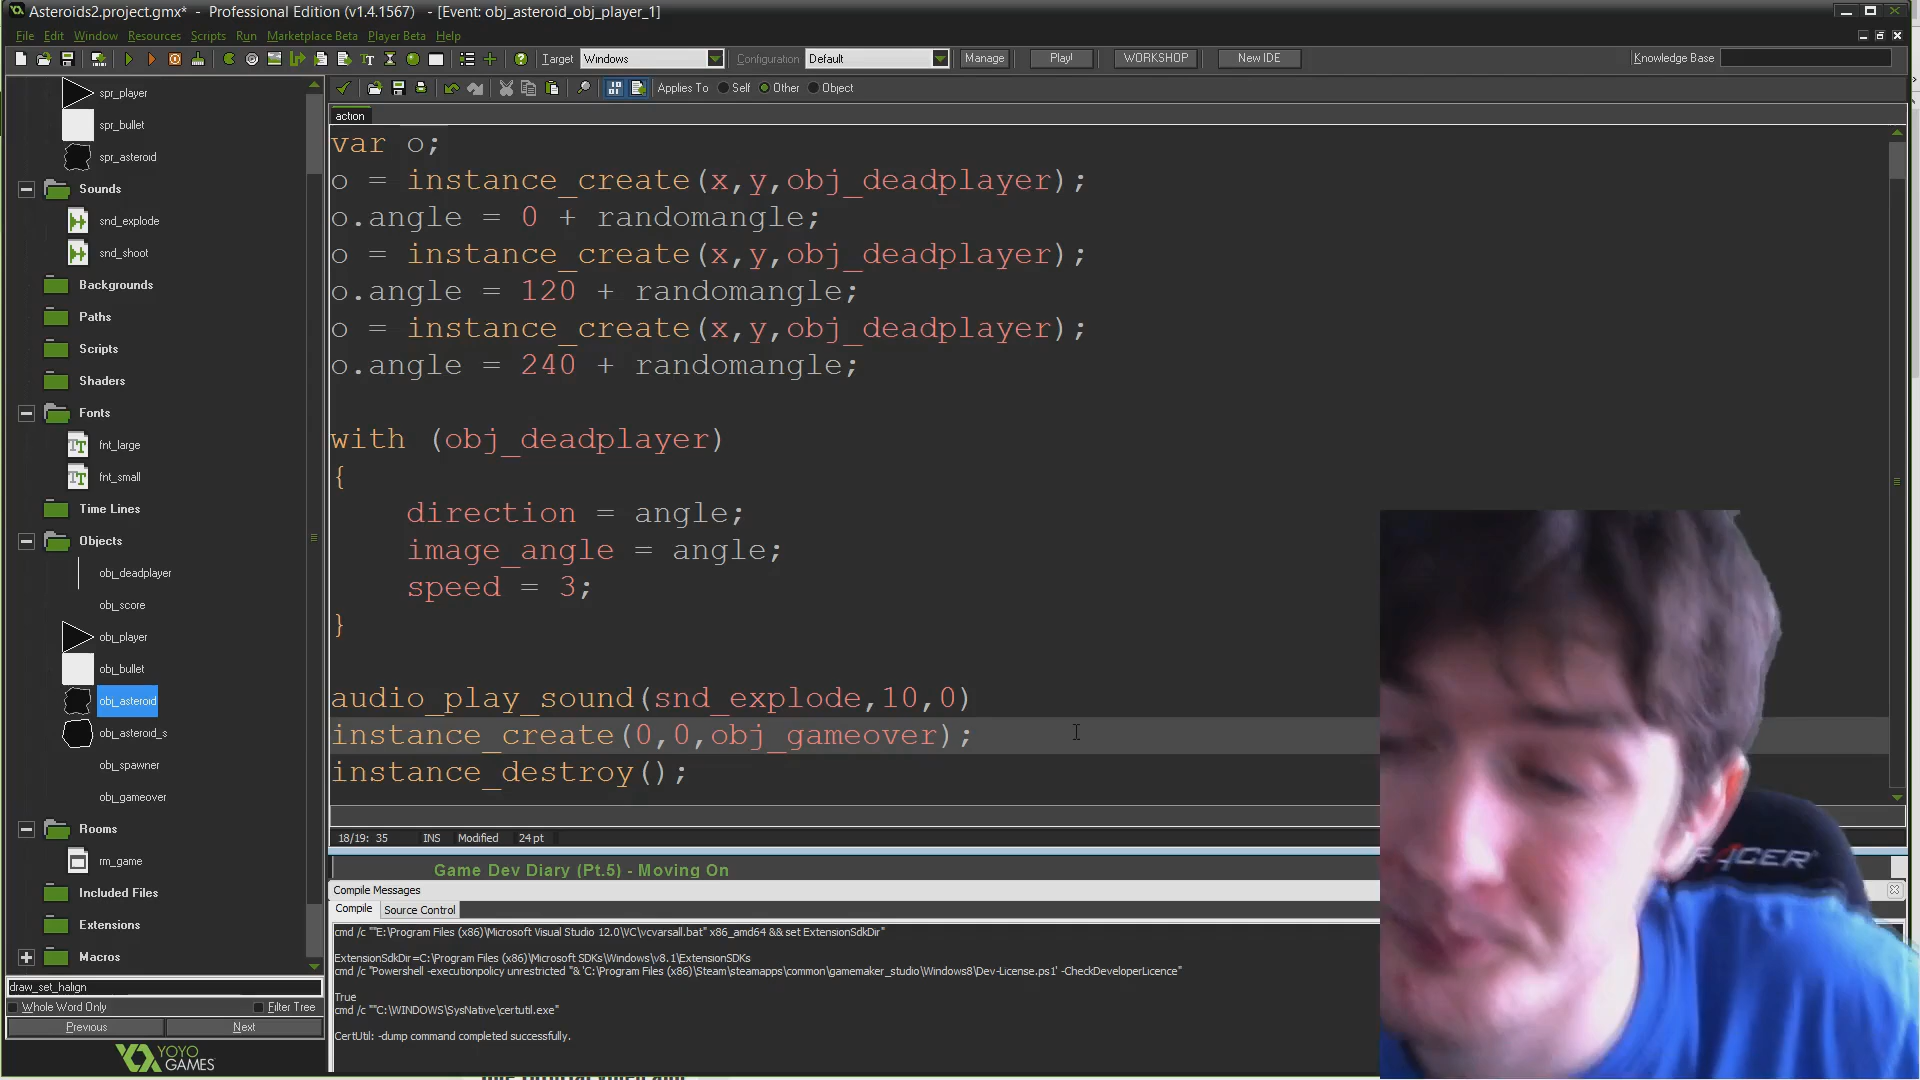 Asteroids2.project.gmx* - Professional Edition (v1.4.1567) - [Event: obj_asteroid_obj_player_1]
File Edit Window Resources Scripts Run Marketplace Beta Player Beta Help
Target Windows Configuration Default Manage Play! WORKSHOP New IDE Knowledge Base
Applies To Self Other Object
action
spr_player
spr_bullet
spr_asteroid
Sounds
snd_explode
snd_shoot
Backgrounds
Paths
Scripts
Shaders
Fonts
fnt_large
fnt_small
Time Lines
Objects
obj_deadplayer
obj_score
obj_player
obj_bullet
obj_asteroid
obj_asteroid_s
obj_spawner
obj_gameover
Rooms
rm_game
Included Files
Extensions
Macros
draw_set_halign
Whole Word Only Filter Tree
Previous Next
YOYO
GAMES
var o;
o = instance_create(x,y,obj_deadplayer);
o.angle = 0 + randomangle;
o = instance_create(x,y,obj_deadplayer);
o.angle = 120 + randomangle;
o = instance_create(x,y,obj_deadplayer);
o.angle = 240 + randomangle;
with (obj_deadplayer)
{
direction = angle;
image_angle = angle;
speed = 3;
}
audio_play_sound(snd_explode,10,0)
instance_create(0,0,obj_gameover);
instance_destroy();
18/19: 35 INS Modified 24 pt
Game Dev Diary (Pt.5) - Moving On
Compile Messages
Compile Source Control
cmd /c ""E:\Program Files (x86)\Microsoft Visual Studio 12.0\VC\vcvarsall.bat" x86_amd64 && set ExtensionSdkDir"
ExtensionSdkDir=C:\Program Files (x86)\Microsoft SDKs\Windows\v8.1\ExtensionSDKs
cmd /c "Powershell -executionpolicy unrestricted "& 'C:\Program Files (x86)\Steam\steamapps\common\gamemaker_studio\Windows8\Dev-License.ps1' -CheckDeveloperLicence"
True
cmd /c ""C:\WINDOWS\SysNative\certutil.exe"
CertUtil: -dump command completed successfully.